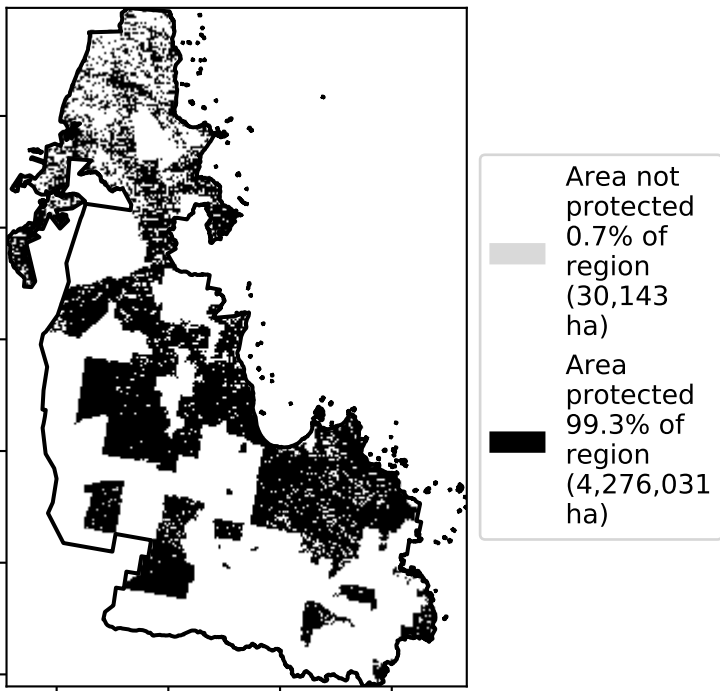 Area not
protected
0.7% of
region
(30,143
ha)
Area
protected
99.3% of
region
(4,276,031
ha)